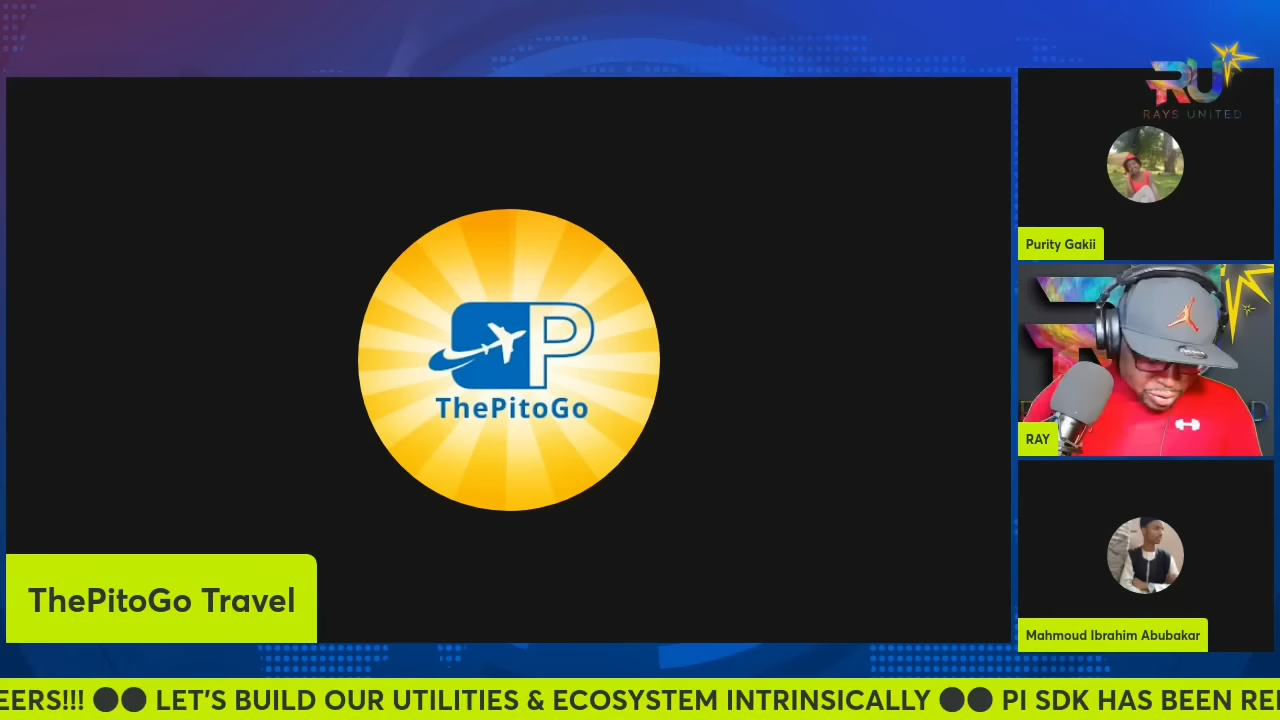 RU
RAYS UNITED
Purity Gakii
P
ThePitoGo
RAY
ThePitoGo Travel
Mahmoud Ibrahim Abubakar
EERS!!! ⚫⚫ LET'S BUILD OUR UTILITIES & ECOSYSTEM INTRINSICALLY ⚫⚫ PI SDK HAS BEEN